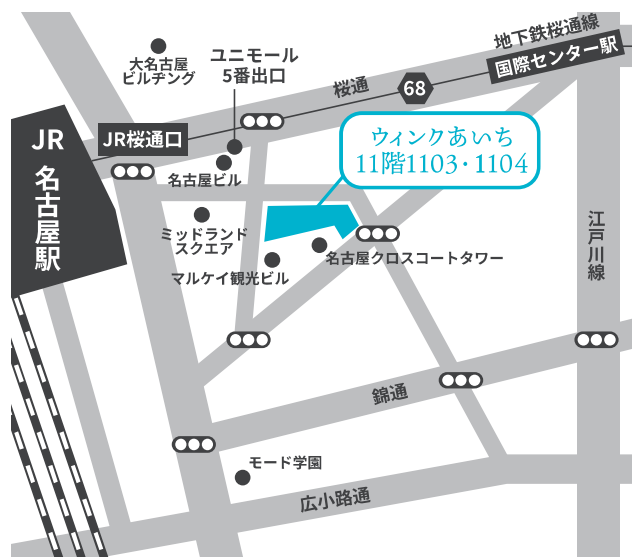 地下鉄桜通線
国際センター駅
大名古屋
ビルヂング
ユニモール
5番出口
桜通
68
JR
名古屋駅
JR桜通口
名古屋ビル
ウィンクあいち
11階1103・1104
ミッドランド
スクエア
名古屋クロスコートタワー
マルケイ観光ビル
江戸川線
錦通
モード学園
広小路通